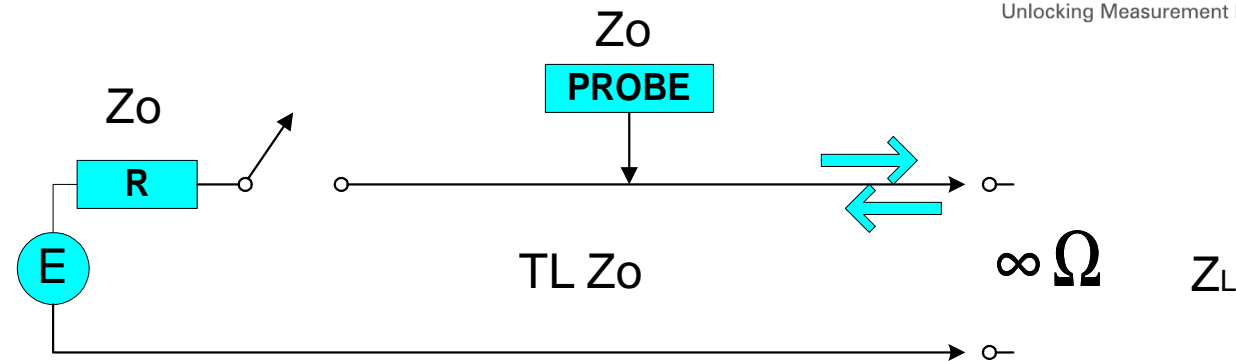 Unlocking Measurement
Zo
PROBE
Zo
R
E
TL Zo
∞ Ω
ZL